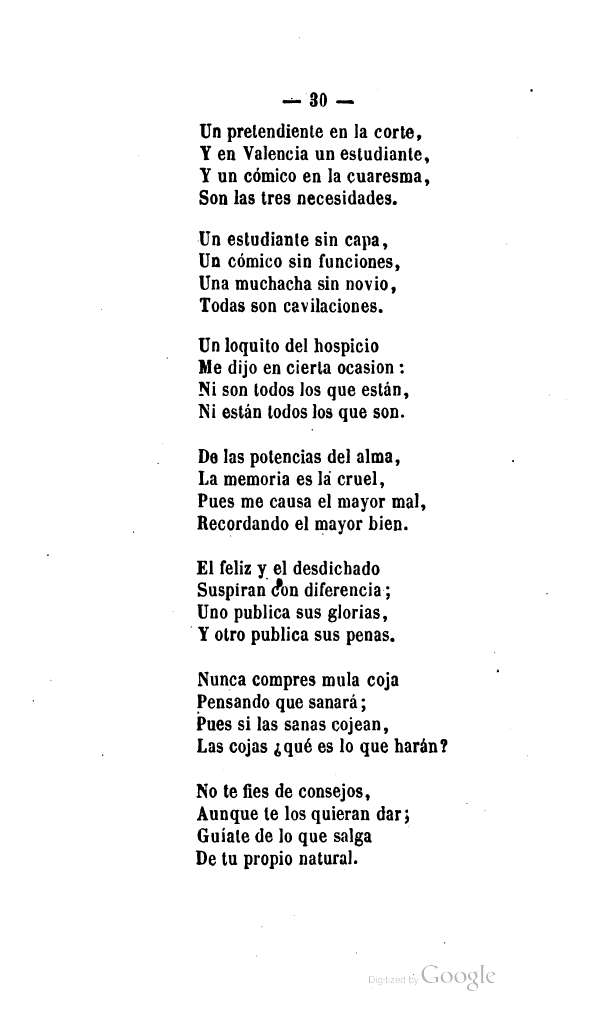 — 30 —
Un pretendiente en la corte,
Y en Valencia un estudiante,
Y un cómico en la cuaresma,
Son las tres necesidades.
Un estudiante sin capa,
Un cómico sin funciones,
Una muchacha sin novio,
Todas son cavilaciones.
Un loquito del hospicio
Me dijo en cierta ocasion:
Ni son todos los que están,
Ni están todos los que son.
De las potencias del alma,
La memoria es la cruel,
Pues me causa el mayor mal,
Recordando el mayor bien.
El feliz y el desdichado
Suspiran con diferencia;
Uno publica sus glorias,
Y otro publica sus penas.
Nunca compres mula coja
Pensando que sanará;
Pues si las sanas cojean,
Las cojas ¿qué es lo que harán?
No te fies de consejos,
Aunque te los quieran dar;
Guíate de lo que salga
De tu propio natural.
Digitized by Google